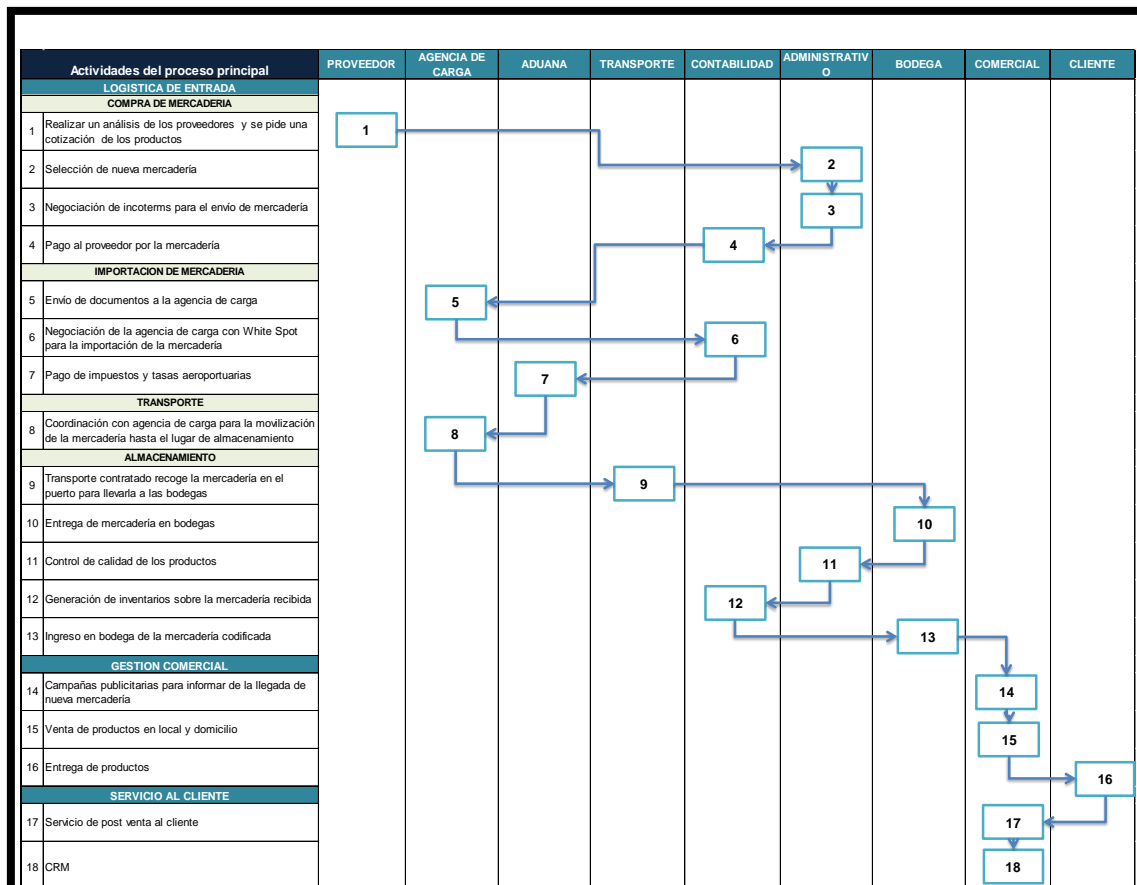 Actividades del proceso principal
PROVEEDOR
AGENCIA DE
CARGA
ADUANA
TRANSPORTE
CONTABILIDAD
ADMINISTRATIV
O
BODEGA
COMERCIAL
CLIENTE
LOGISTICA DE ENTRADA
COMPRA DE MERCADERIA
1 Realizar un análisis de los proveedores y se pide una
cotización de los productos
1
2 Selección de nueva mercadería
2
3 Negociación de incoterms para el envío de mercadería
3
4 Pago al proveedor por la mercadería
4
IMPORTACION DE MERCADERIA
5 Envío de documentos a la agencia de carga
5
6 Negociación de la agencia de carga con White Spot
para la importación de la mercadería
6
7 Pago de impuestos y tasas aeroportuarias
7
TRANSPORTE
8 Coordinación con agencia de carga para la movilización
de la mercadería hasta el lugar de almacenamiento
8
ALMACENAMIENTO
9 Transporte contratado recoge la mercadería en el
puerto para llevarla a las bodegas
9
10 Entrega de mercadería en bodegas
10
11 Control de calidad de los productos
11
12 Generación de inventarios sobre la mercadería recibida
12
13 Ingreso en bodega de la mercadería codificada
13
GESTION COMERCIAL
14 Campañas publicitarias para informar de la llegada de
nueva mercadería
14
15 Venta de productos en local y domicilio
15
16 Entrega de productos
16
SERVICIO AL CLIENTE
17 Servicio de post venta al cliente
17
18 CRM
18